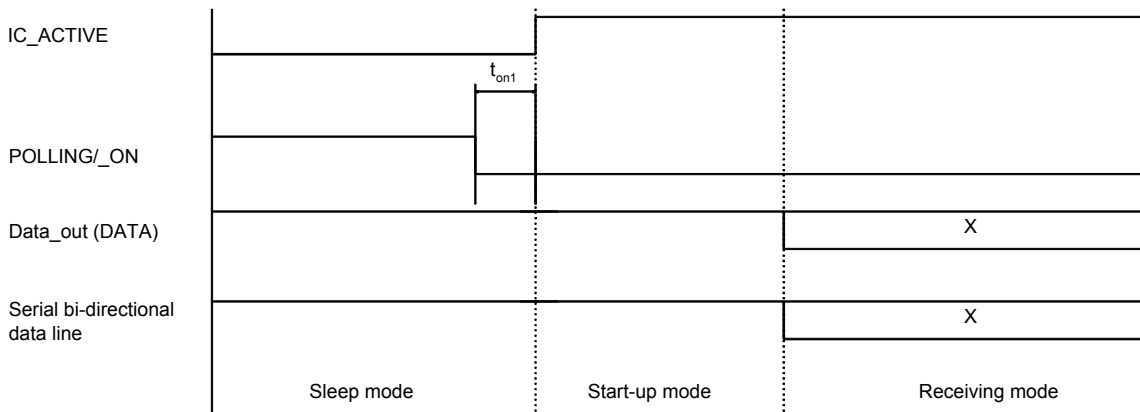 IC_ACTIVE
t_on1
POLLING/_ON
Data_out (DATA)
X
Serial bi-directional
data line
X
Sleep mode
Start-up mode
Receiving mode